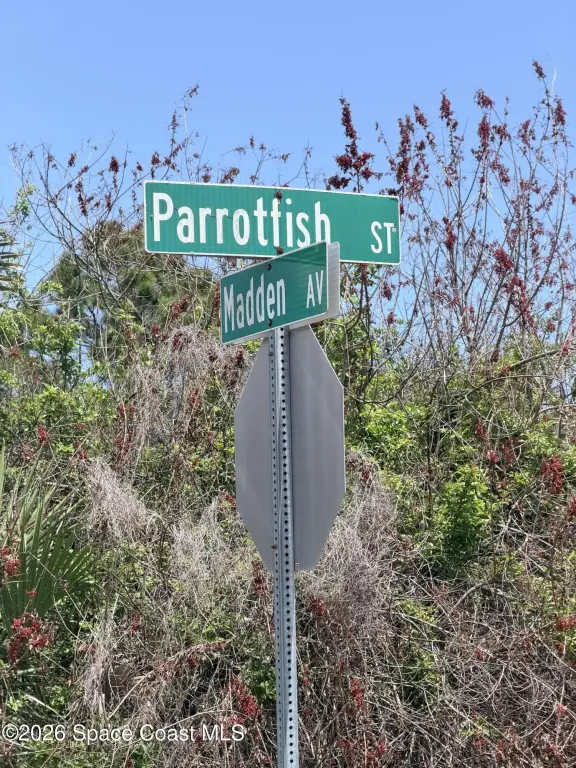 Parrotfish ST
Madden AV
©2026 Space Coast MLS